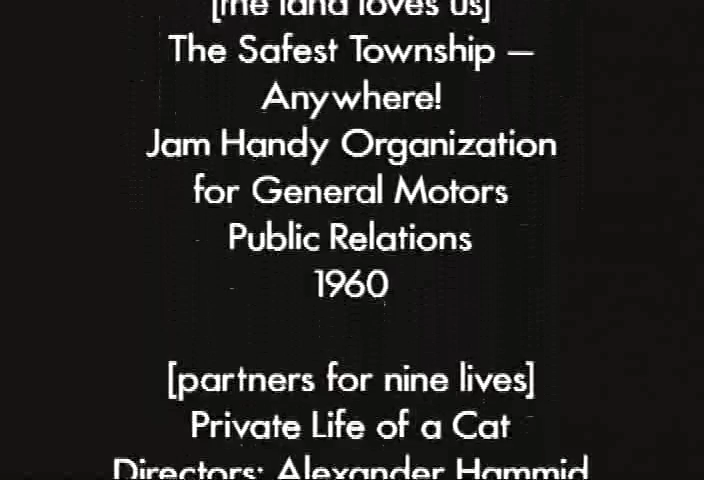 [the land loves us]
The Safest Township —
Anywhere!
Jam Handy Organization
for General Motors
Public Relations
1960
[partners for nine lives]
Private Life of a Cat
Directors: Alexander Hammid